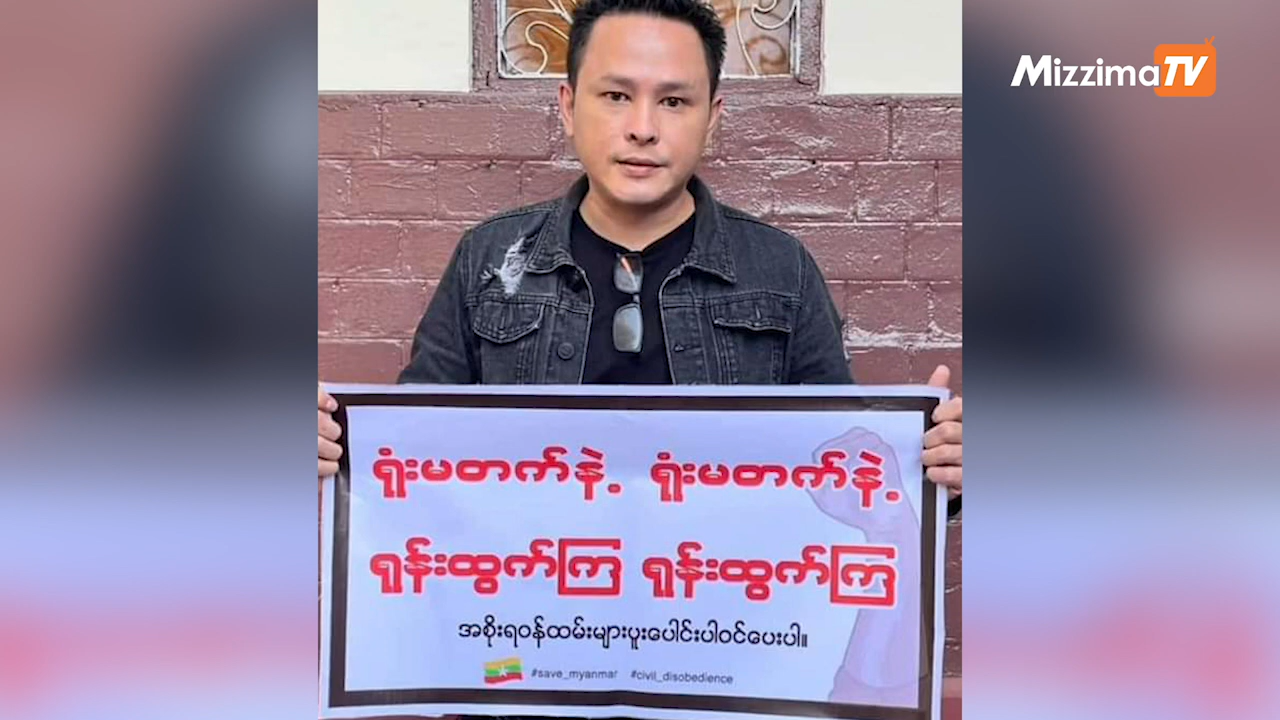 Mizzima TV
ရုံးမတက်နဲ့ ရုံးမတက်နဲ့
ရုန်းထွက်ကြ ရုန်းထွက်ကြ
အစိုးရဝန်ထမ်းများပူးပေါင်းပါဝင်ပေးပါ။
#save_myanmar #civil_disobedience